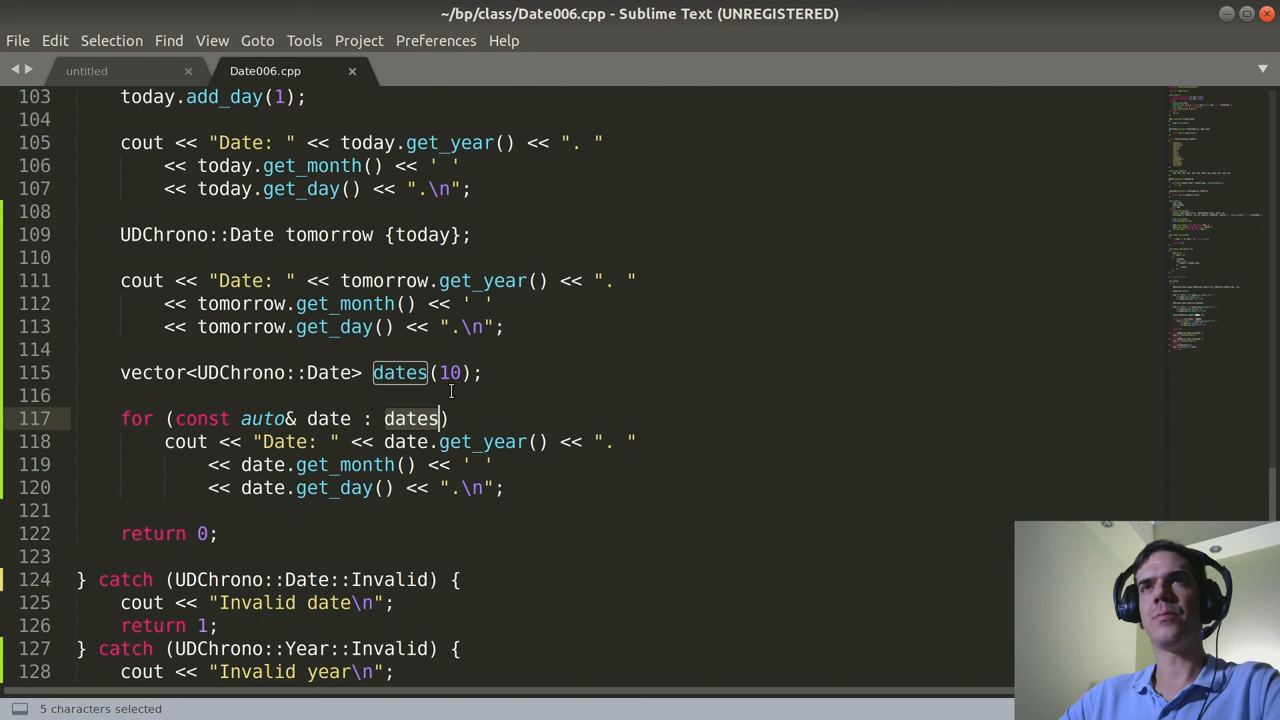 ~/bp/class/Date006.cpp - Sublime Text (UNREGISTERED)
File Edit Selection Find View Goto Tools Project Preferences Help
untitled Date006.cpp
103 today.add_day(1);
104
105 cout << "Date: " << today.get_year() << ". "
106 << today.get_month() << ' '
107 << today.get_day() << ".\n";
108
109 UDChrono::Date tomorrow {today};
110
111 cout << "Date: " << tomorrow.get_year() << ". "
112 << tomorrow.get_month() << ' '
113 << tomorrow.get_day() << ".\n";
114
115 vector<UDChrono::Date> dates(10);
116
117 for (const auto& date : dates)
118 cout << "Date: " << date.get_year() << ". "
119 << date.get_month() << ' '
120 << date.get_day() << ".\n";
121
122 return 0;
123
124 } catch (UDChrono::Date::Invalid) {
125 cout << "Invalid date\n";
126 return 1;
127 } catch (UDChrono::Year::Invalid) {
128 cout << "Invalid year\n";
5 characters selected